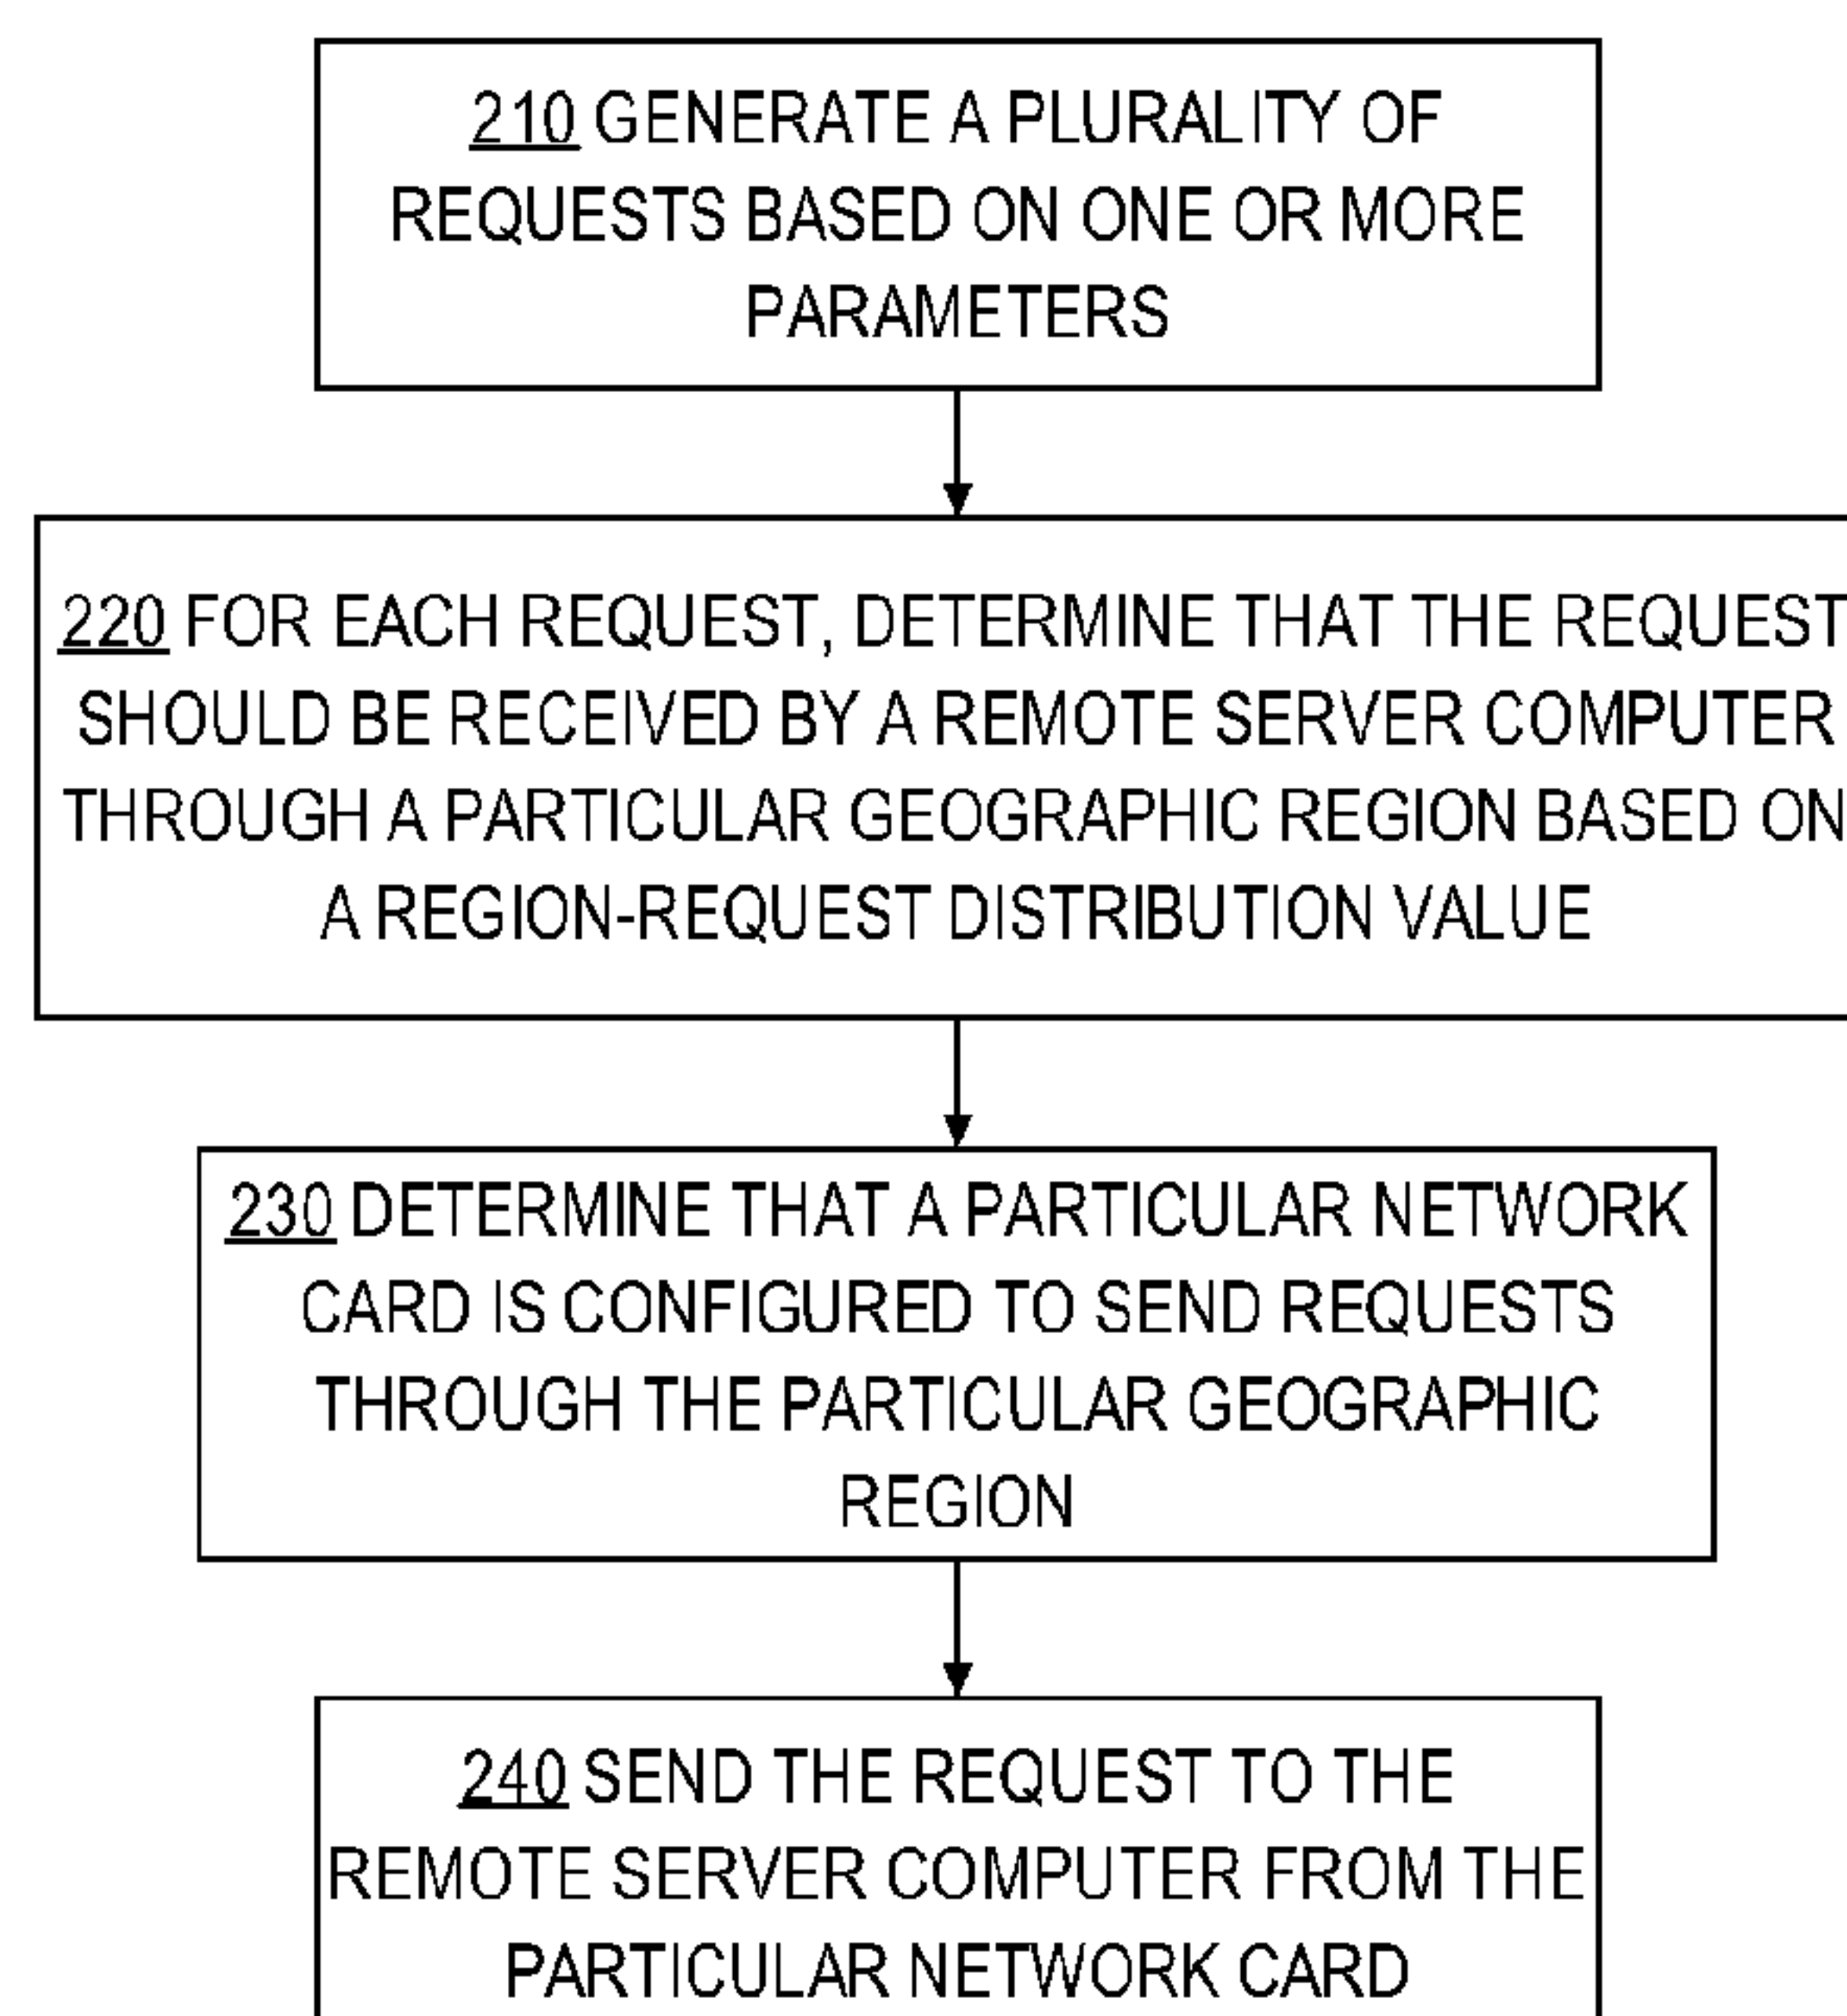 210 GENERATE A PLURALITY OF
REQUESTS BASED ON ONE OR MORE
PARAMETERS
220 FOR EACH REQUEST, DETERMINE THAT THE REQUEST
SHOULD BE RECEIVED BY A REMOTE SERVER COMPUTER
THROUGH A PARTICULAR GEOGRAPHIC REGION BASED ON
A REGION-REQUEST DISTRIBUTION VALUE
230 DETERMINE THAT A PARTICULAR NETWORK
CARD IS CONFIGURED TO SEND REQUESTS
THROUGH THE PARTICULAR GEOGRAPHIC
REGION
240 SEND THE REQUEST TO THE
REMOTE SERVER COMPUTER FROM THE
PARTICULAR NETWORK CARD